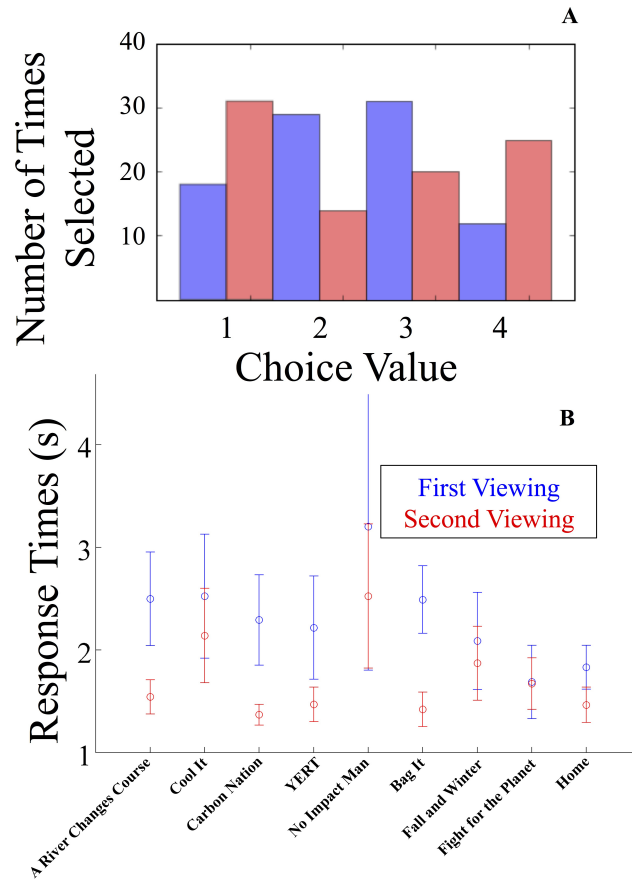 A
Number of Times
Selected
40
30
20
10
1 2 3 4
Choice Value
B
Response Times (s)
4
3
2
1
First Viewing
Second Viewing
A River Changes Course
Cool It
Carbon Nation
YERT
No Impact Man
Bag It
Fall and Winter
Fight for the Planet
Home